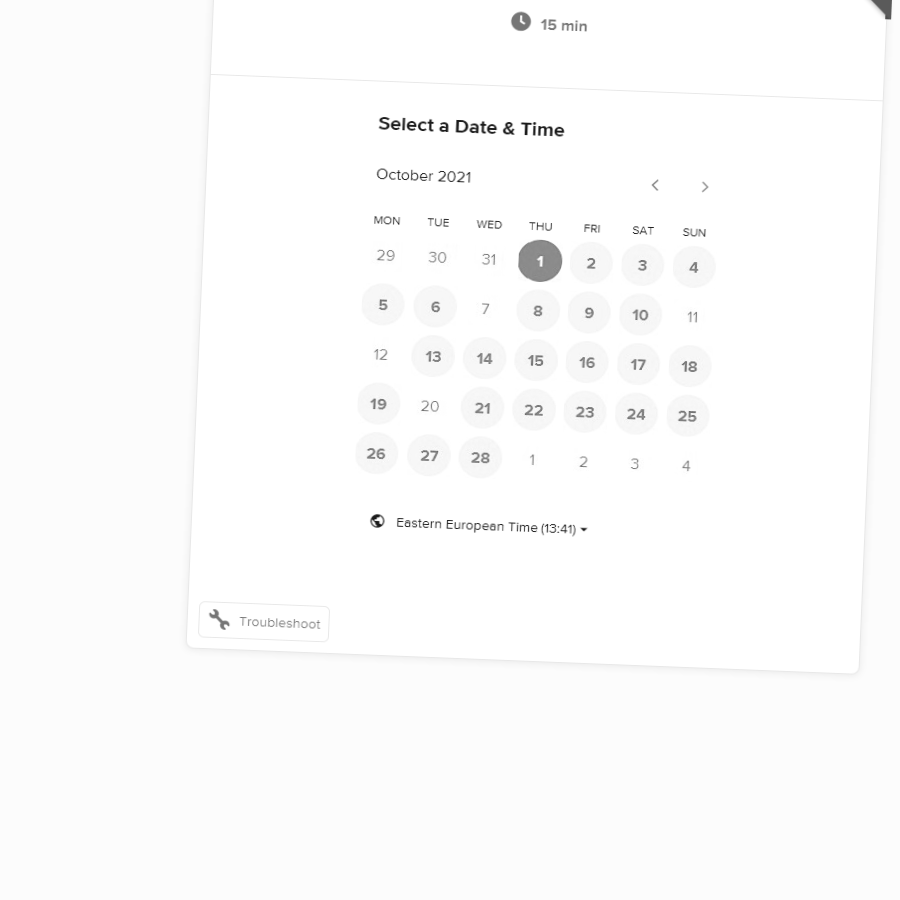 15 min
Select a Date & Time
October 2021
MON TUE WED THU FRI SAT SUN
29 30 31 1 2 3 4
5 6 7 8 9 10 11
12 13 14 15 16 17 18
19 20 21 22 23 24 25
26 27 28 1 2 3 4
Eastern European Time (13:41)
Troubleshoot